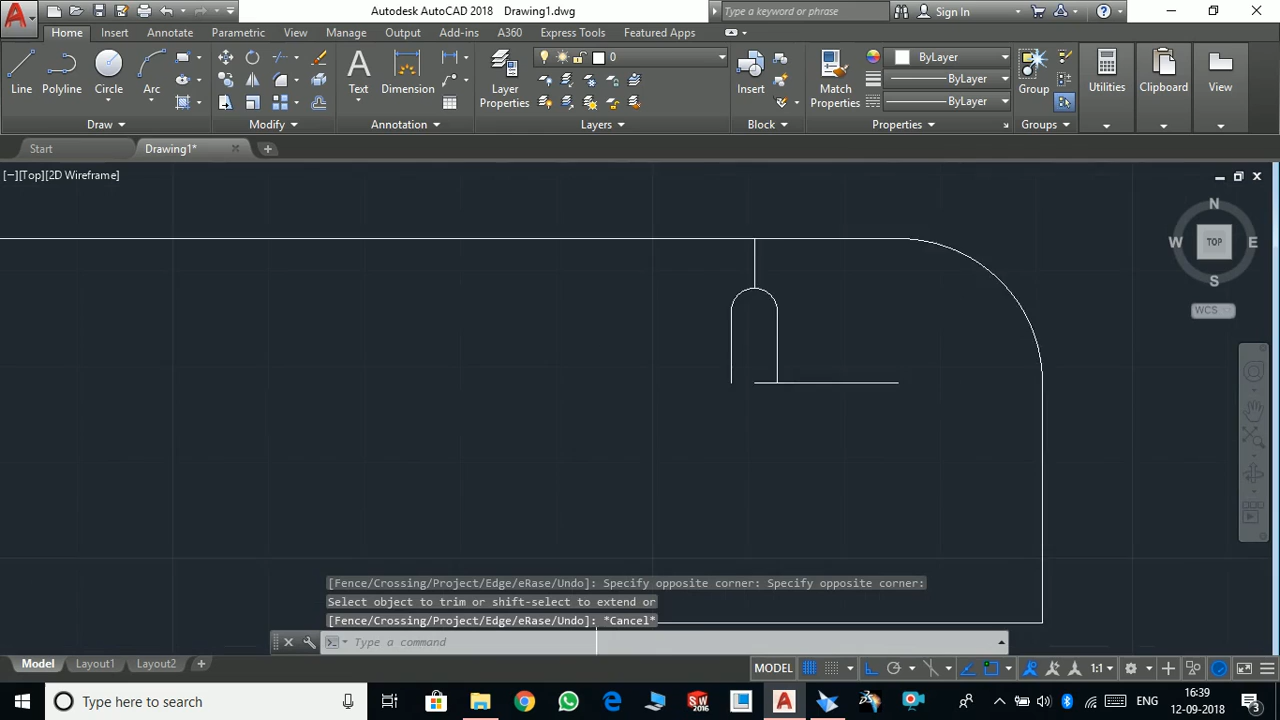 Autodesk AutoCAD 2018 Drawing1.dwg
Type a keyword or phrase
Sign In
Home Insert Annotate Parametric View Manage Output Add-ins A360 Express Tools Featured Apps
Line Polyline Circle Arc
Text Dimension
Layer Properties
0
Insert
Match Properties
ByLayer
ByLayer
ByLayer
Group
Utilities
Clipboard
View
Draw Modify Annotation Layers Block Properties Groups
Start Drawing1*
[−][Top][2D Wireframe]
N
W TOP E
S
WCS
[Fence/Crossing/Project/Edge/eRase/Undo]: Specify opposite corner: Specify opposite corner:
Select object to trim or shift-select to extend or
[Fence/Crossing/Project/Edge/eRase/Undo]: *Cancel*
Type a command
Model Layout1 Layout2 +
MODEL 1:1
Type here to search
SW 2016
ENG
16:39
12-09-2018
3